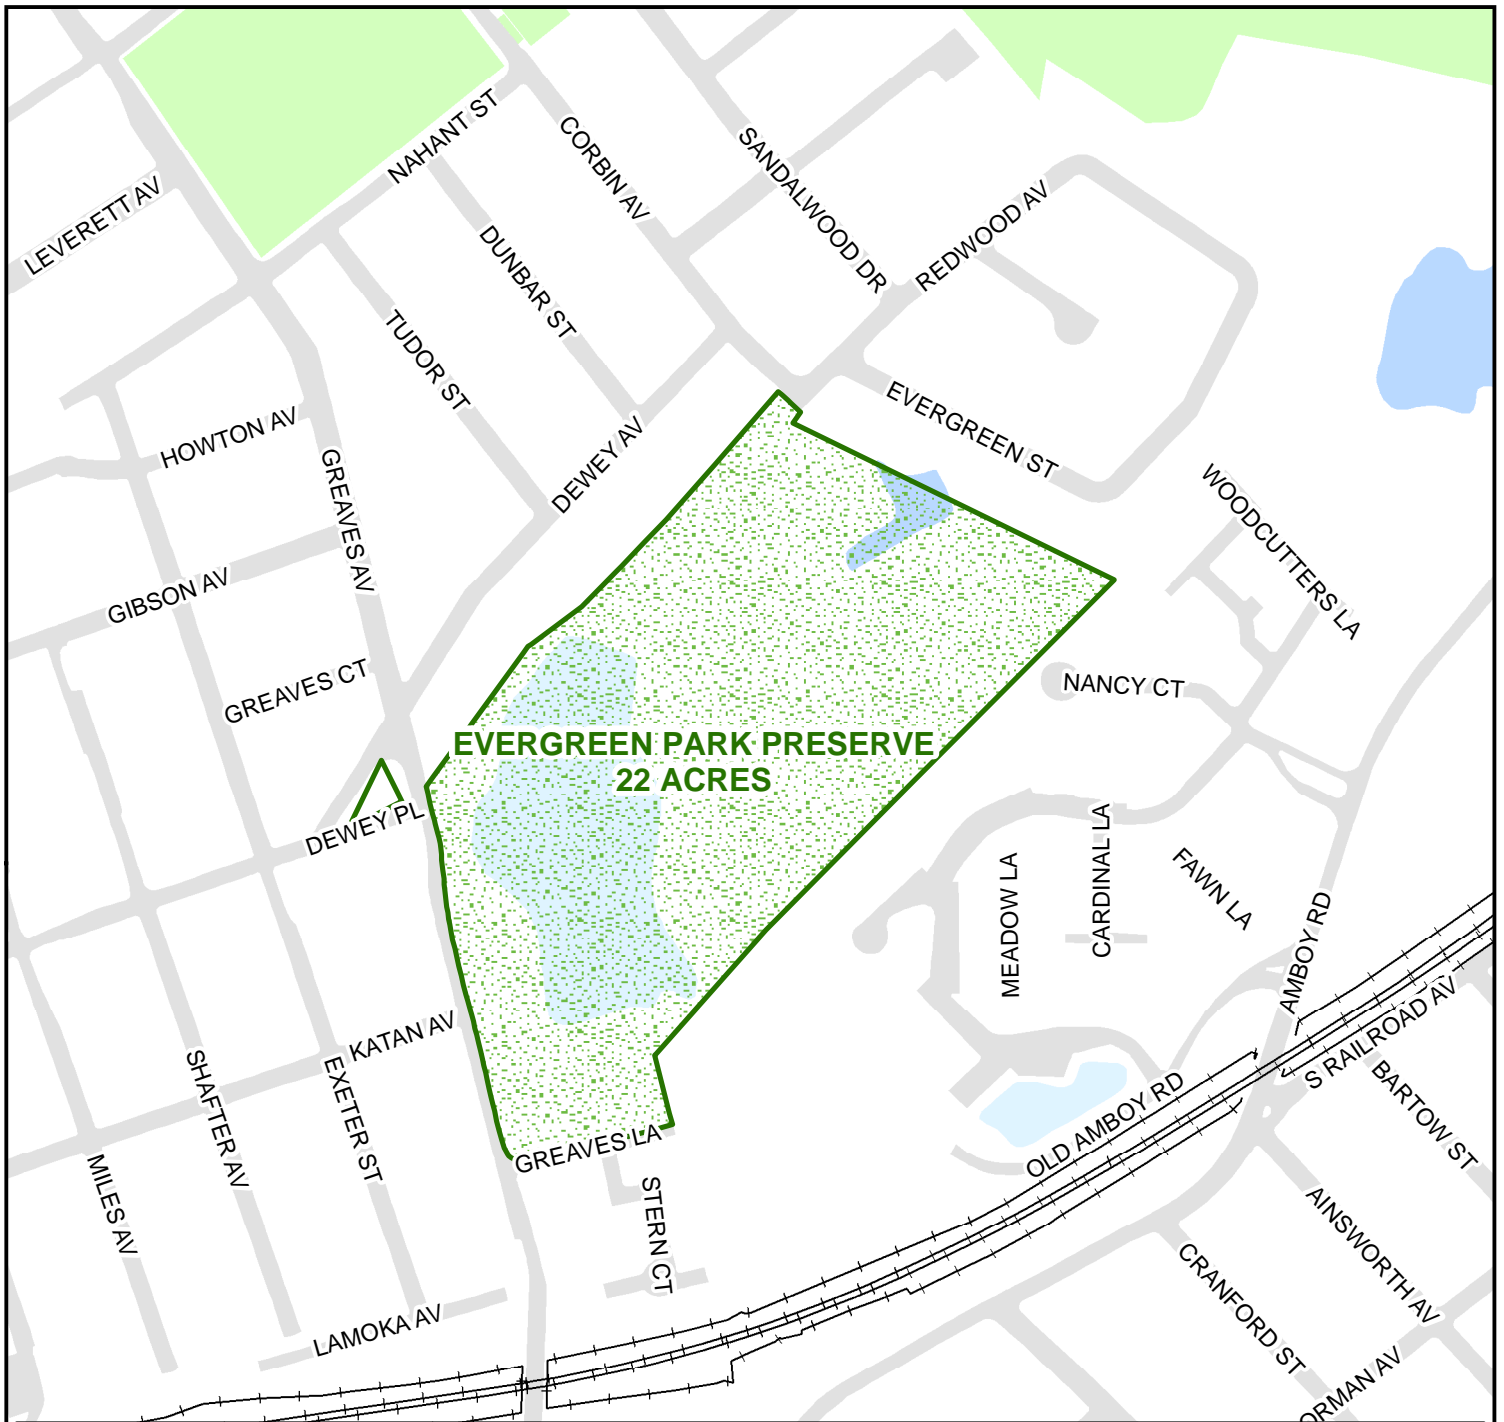 NAHANT ST
CORBIN AV
SANDALWOOD DR
REDWOOD AV
LEVERETT AV
DUNBAR ST
TUDOR ST
EVERGREEN ST
HOWTON AV
GREAVES AV
DEWEY AV
WOODCUTTERS LA
GIBSON AV
GREAVES CT
NANCY CT
EVERGREEN PARK PRESERVE
22 ACRES
DEWEY PL
MEADOW LA
CARDINAL LA
FAWN LA
AMBOY RD
KATAN AV
S RAILROAD AV
SHAFTER AV
EXETER ST
OLD AMBOY RD
BARTOW ST
GREAVES LA
MILES AV
STERN CT
AINSWORTH AV
CRANFORD ST
LAMOKA AV
ORMAN AV